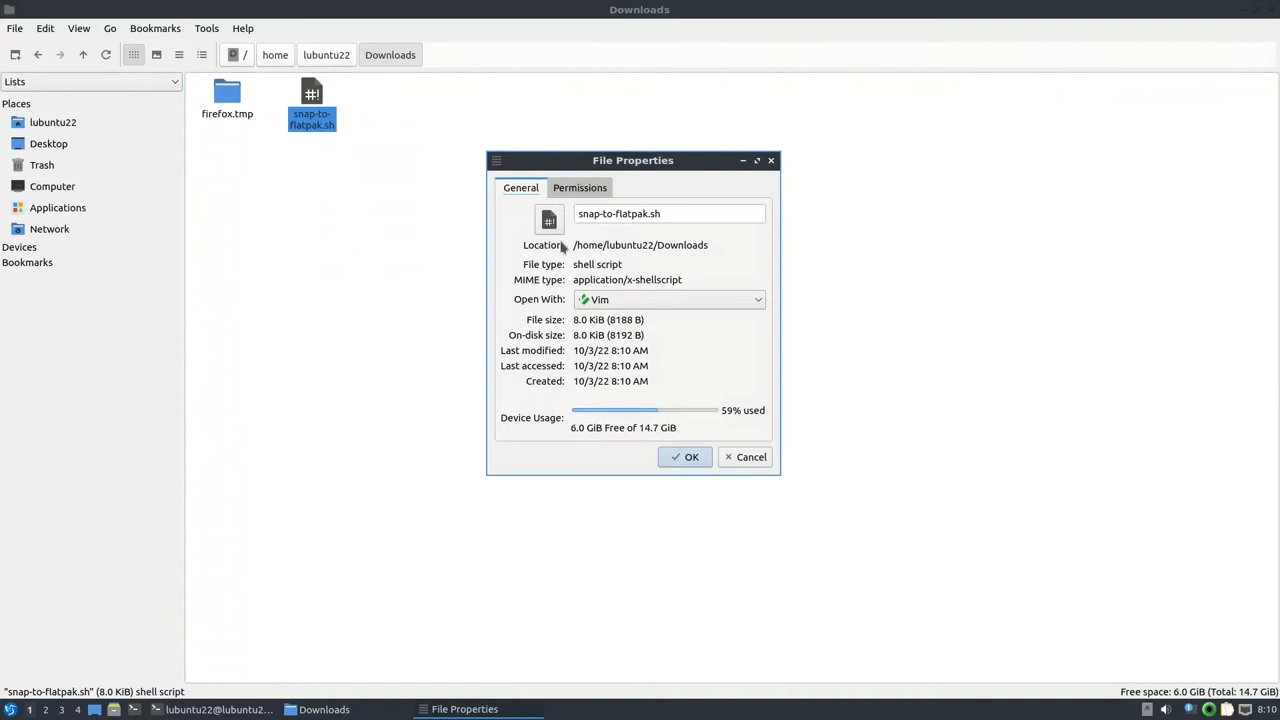 Downloads
File Edit View Go Bookmarks Tools Help
/ home lubuntu22 Downloads
Lists
Places
lubuntu22
Desktop
Trash
Computer
Applications
Network
Devices
Bookmarks
firefox.tmp
#!
snap-to-
flatpak.sh
File Properties
General Permissions
#! snap-to-flatpak.sh
Location: /home/lubuntu22/Downloads
File type: shell script
MIME type: application/x-shellscript
Open With: Vim
File size: 8.0 KiB (8188 B)
On-disk size: 8.0 KiB (8192 B)
Last modified: 10/3/22 8:10 AM
Last accessed: 10/3/22 8:10 AM
Created: 10/3/22 8:10 AM
Device Usage: 59% used
6.0 GiB Free of 14.7 GiB
OK Cancel
"snap-to-flatpak.sh" (8.0 KiB) shell script Free space: 6.0 GiB (Total: 14.7 GiB)
1 2 3 4 lubuntu22@lubuntu2... Downloads File Properties 8:10